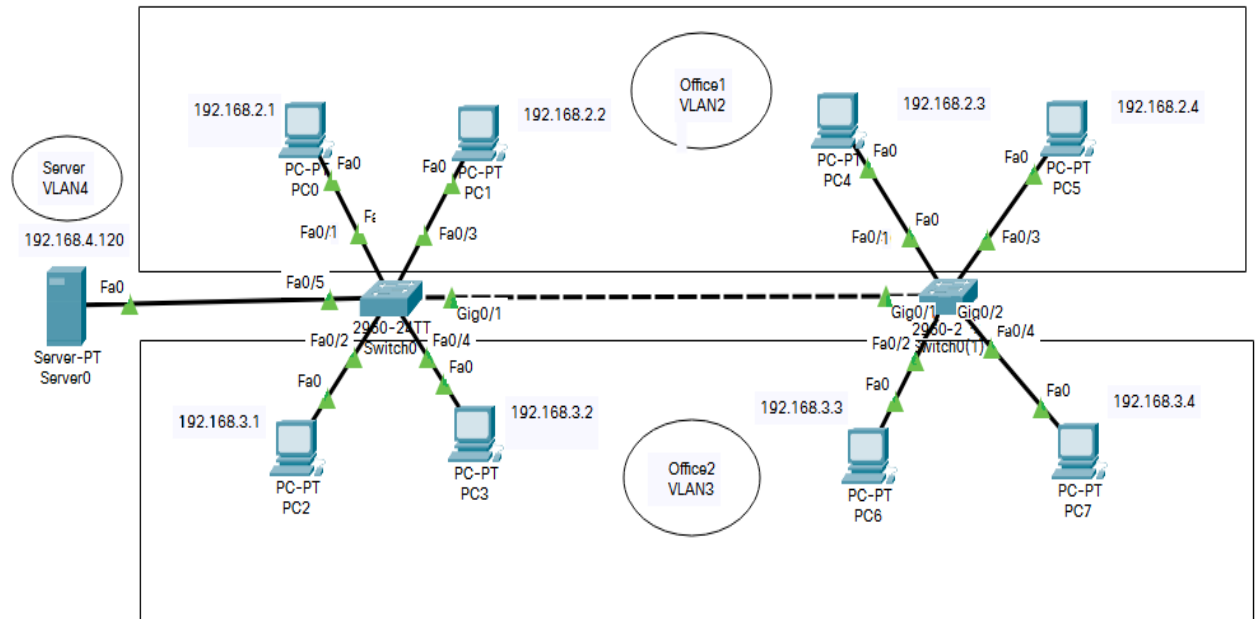 Office1
VLAN2
192.168.2.1
192.168.2.2
192.168.2.3
192.168.2.4
Server
VLAN4
192.168.4.120
PC0
Fa0
PC-PT
PC1
Fa0
PC-PT
PC4
Fa0
PC-PT
PC5
Fa0
Fa0/1
Fa0/3
Fa0
Fa0/3
Fa0
Fa0/5
Gig0/1
Gig0/1
Gig0/2
Server-PT
Server0
Switch0
Switch0(1)
Fa0/2
Fa0/4
Fa0
Fa0
Fa0/2
Fa0/4
Fa0
Fa0
192.168.3.1
192.168.3.2
192.168.3.3
192.168.3.4
PC-PT
PC2
PC-PT
PC3
Office2
VLAN3
PC-PT
PC6
PC-PT
PC7